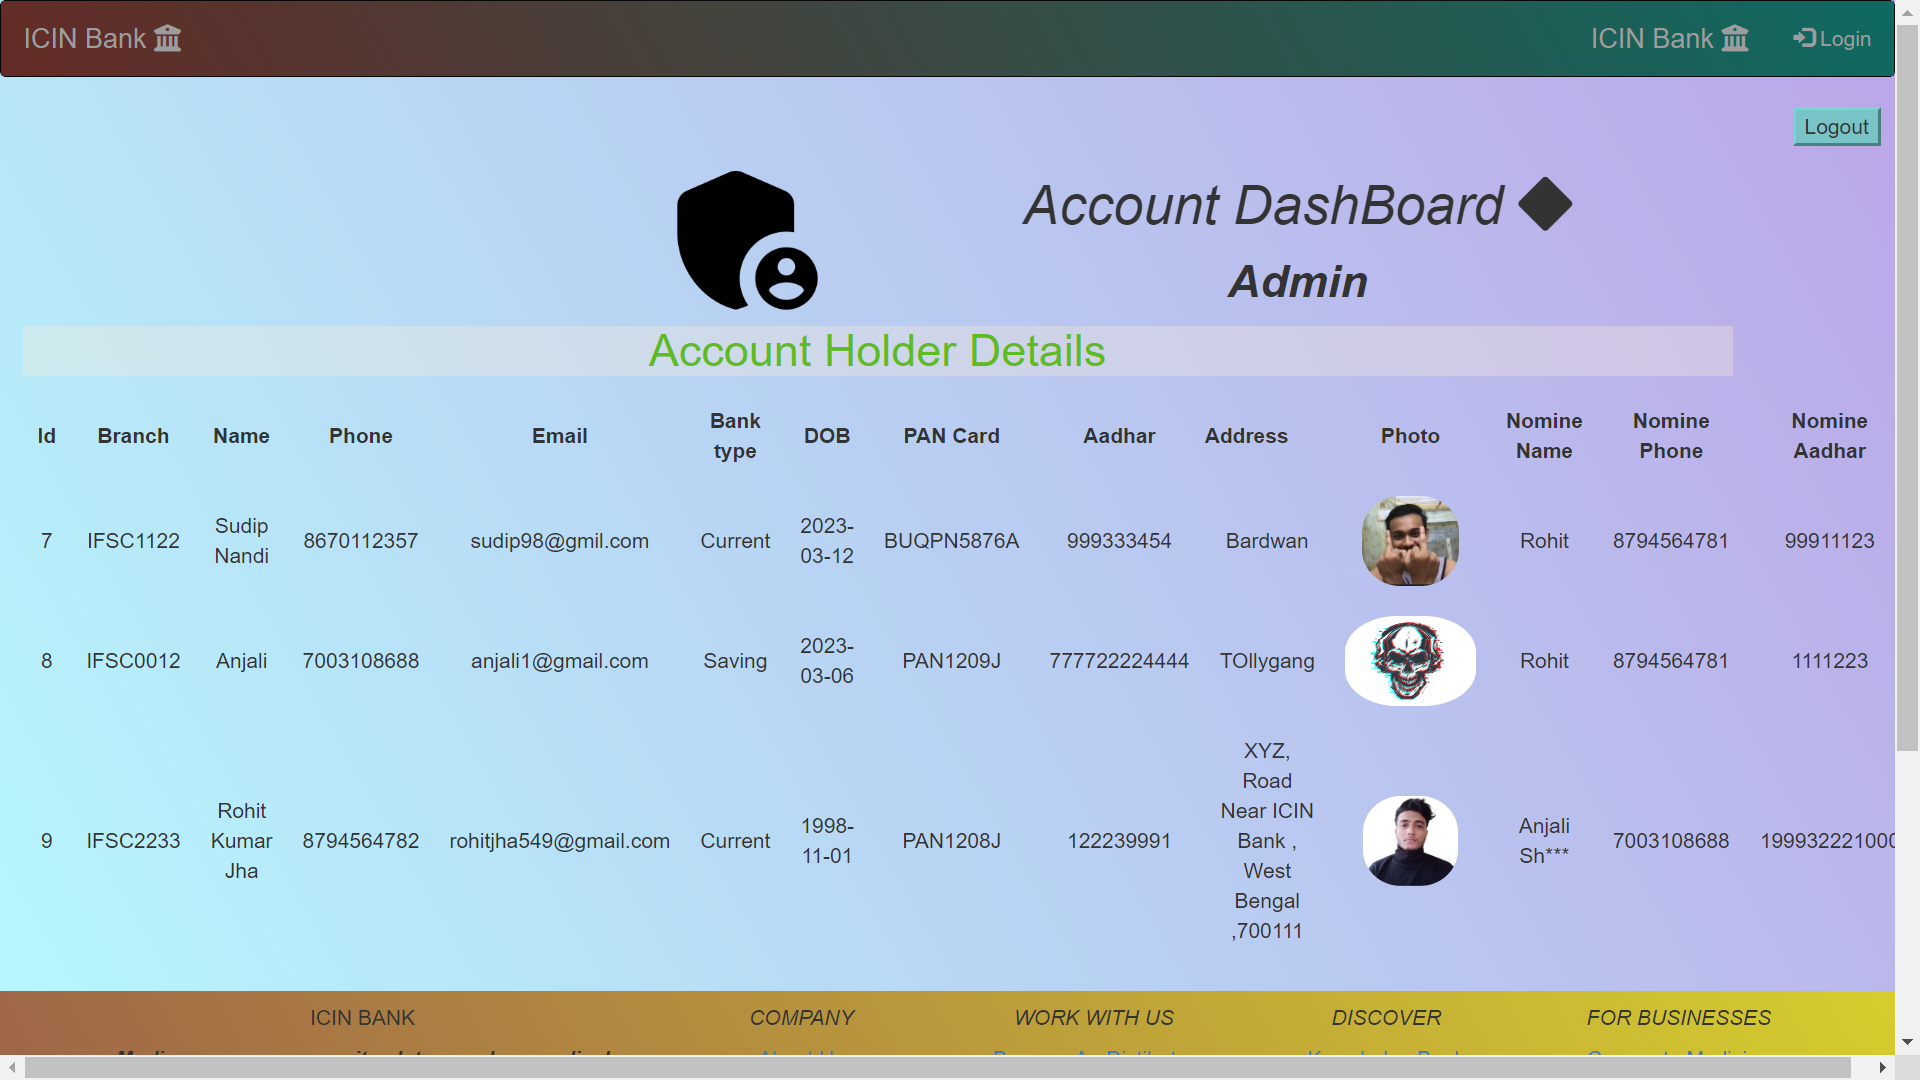 ICIN Bank
ICIN Bank
Login
Logout
Account DashBoard
Admin
Account Holder Details
Id Branch Name Phone Email Bank type DOB PAN Card Aadhar Address Photo Nomine Name Nomine Phone Nomine Aadhar
7 IFSC1122 Sudip Nandi 8670112357 sudip98@gmil.com Current 2023-03-12 BUQPN5876A 999333454 Bardwan Rohit 8794564781 99911123
8 IFSC0012 Anjali 7003108688 anjali1@gmail.com Saving 2023-03-06 PAN1209J 777722224444 TOllygang Rohit 8794564781 1111223
9 IFSC2233 Rohit Kumar Jha 8794564782 rohitjha549@gmail.com Current 1998-11-01 PAN1208J 122239991 XYZ, Road Near ICIN Bank , West Bengal ,700111 Anjali Sh*** 7003108688 199932221000
ICIN BANK COMPANY WORK WITH US DISCOVER FOR BUSINESSES